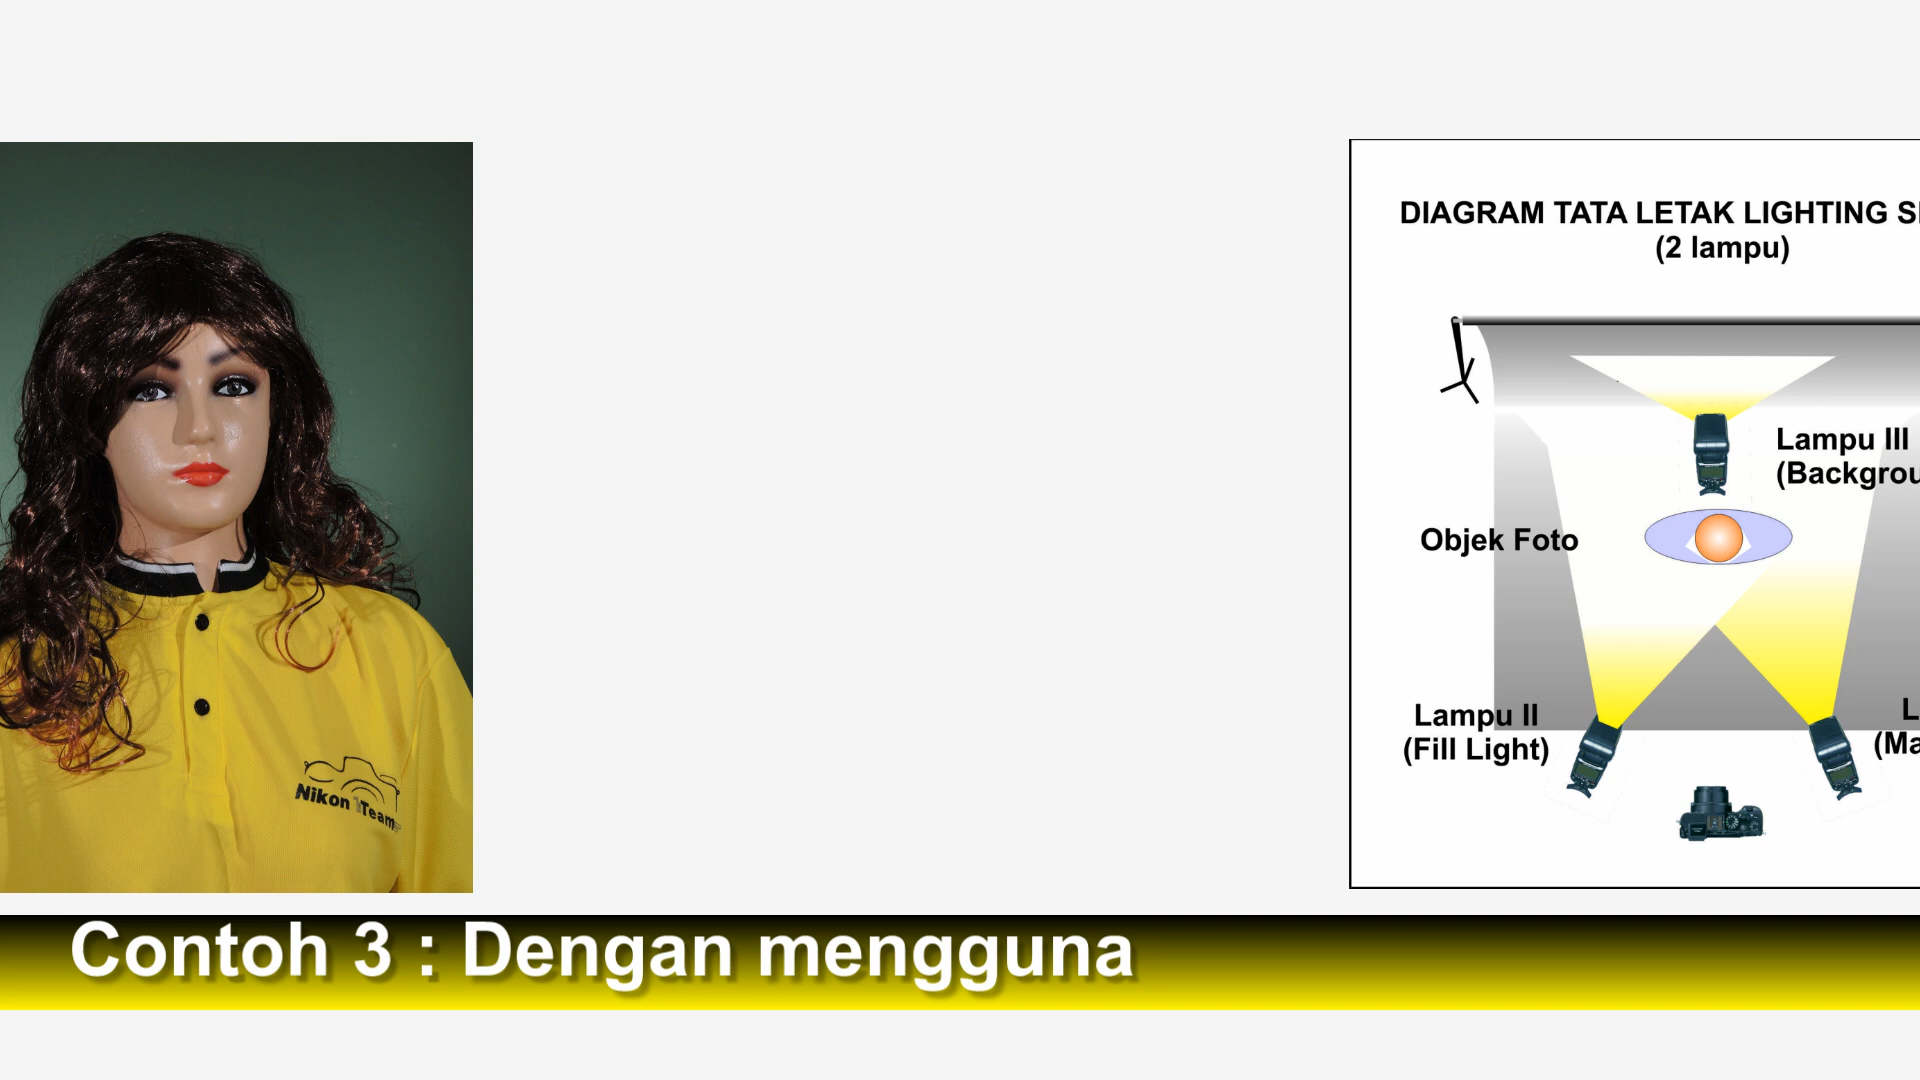 Nikon Team
DIAGRAM TATA LETAK LIGHTING
(2 lampu)
Lampu III
Objek Foto
Lampu II
(Fill Light)
Contoh 3 : Dengan mengguna